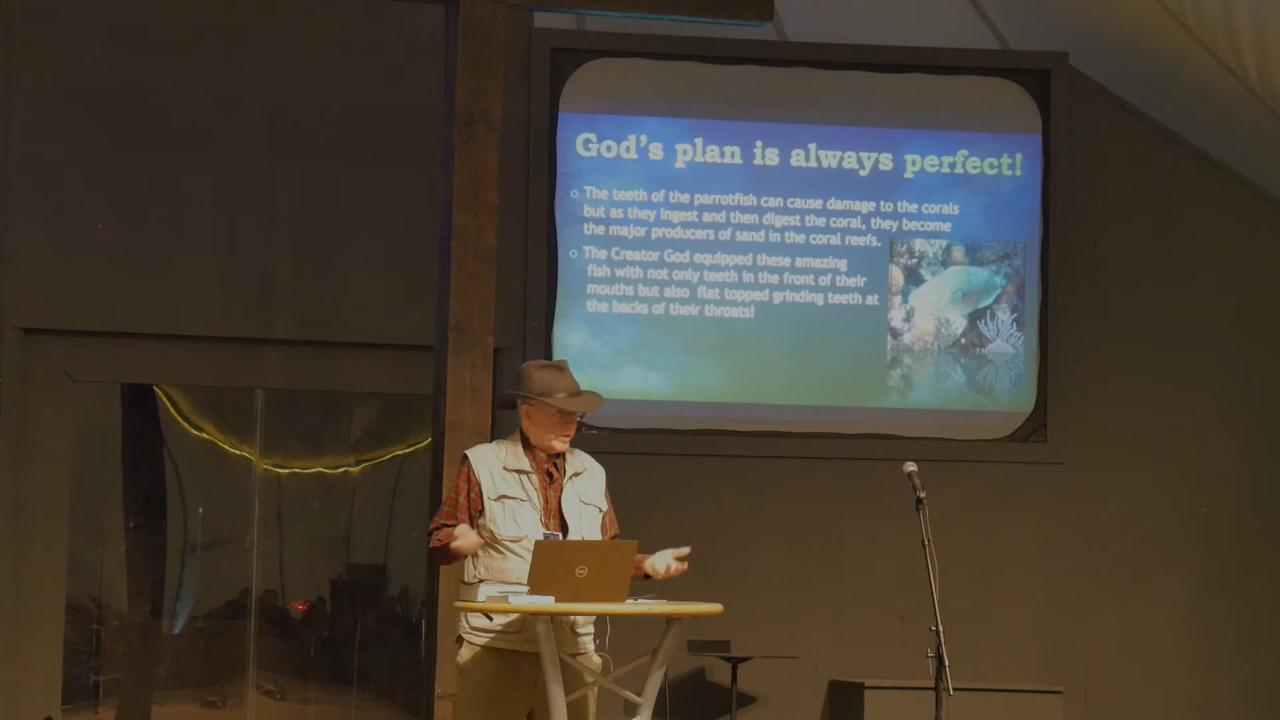 God's plan is always perfect!
The teeth of the parrotfish can cause damage to the corals
but as they ingest and then digest the coral, they become
the major producers of sand in the coral reefs.
The Creator God equipped these amazing
fish with not only teeth in the front of their
mouths but also flat topped grinding teeth at
the backs of their throats!
DELL